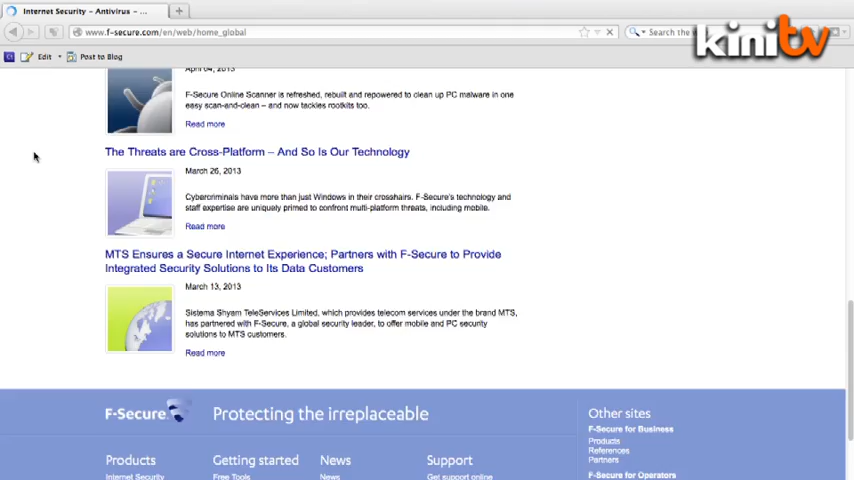 Internet Security – Antivirus – ...
www.f-secure.com/en/web/home_global
Search the
kinitv
Edit
Post to Blog
April 04, 2013
F-Secure Online Scanner is refreshed, rebuilt and repowered to clean up PC malware in one
easy scan-and-clean – and now tackles rootkits too.
Read more
The Threats are Cross-Platform – And So Is Our Technology
March 26, 2013
Cybercriminals have more than just Windows in their crosshairs. F-Secure's technology and
staff expertise are uniquely primed to confront multi-platform threats, including mobile.
Read more
MTS Ensures a Secure Internet Experience; Partners with F-Secure to Provide
Integrated Security Solutions to Its Data Customers
March 13, 2013
Sistema Shyam TeleServices Limited, which provides telecom services under the brand MTS,
has partnered with F-Secure, a global security leader, to offer mobile and PC security
solutions to MTS customers.
Read more
F-Secure.
Protecting the irreplaceable
Other sites
F-Secure for Business
Products
References
Partners
F-Secure for Operators
Products
Getting started
News
Support
Internet Security
Free Tools
News
Get support online